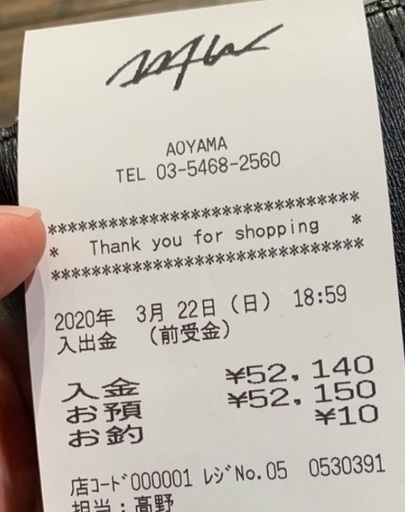 AOYAMA
TEL 03-5468-2560
******************************
* Thank you for shopping *
******************************
2020年 3月 22日 (日) 18:59
入出金 (前受金)
入金 ¥52,140
お預 ¥52,150
お釣 ¥10
店コード000001 レジNo.05 0530391
担当:高野